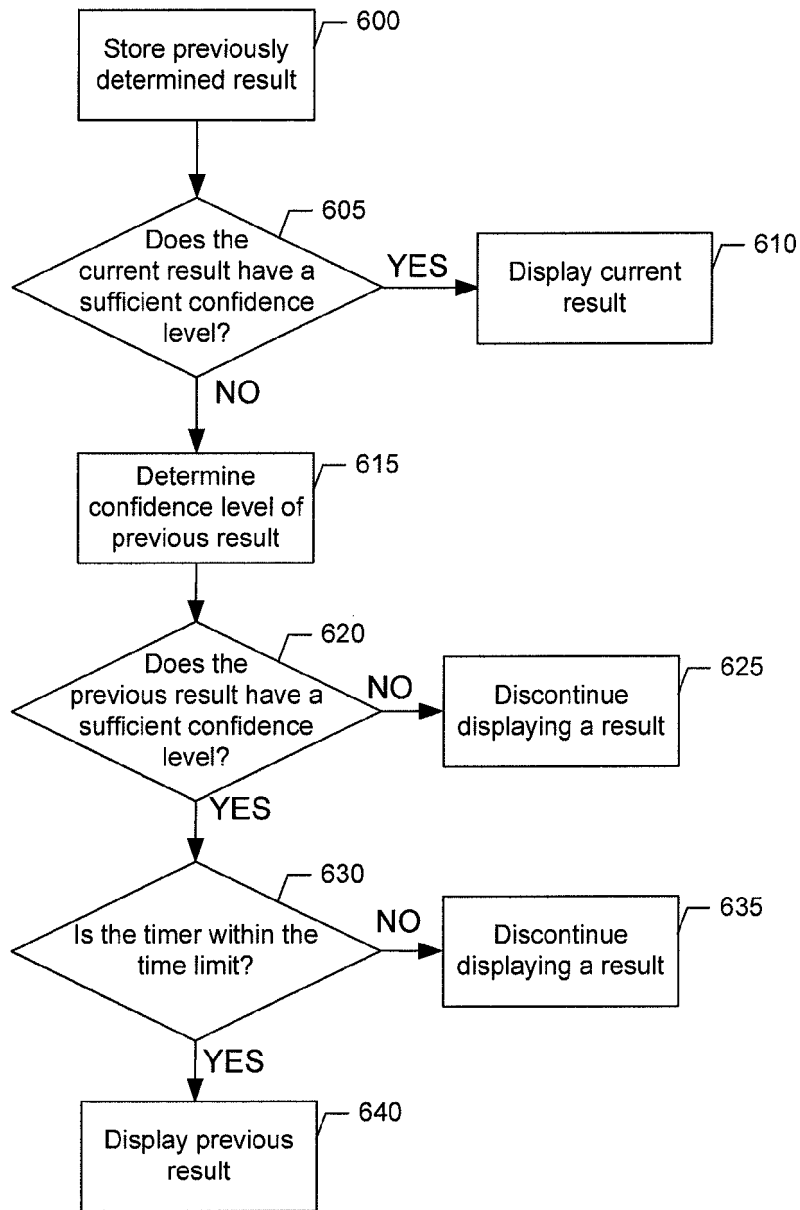 600
Store previously
determined result
605
Does the
current result have a
sufficient confidence
level?
YES
610
Display current
result
NO
615
Determine
confidence level of
previous result
620
Does the
previous result have a
sufficient confidence
level?
NO
625
Discontinue
displaying a result
YES
630
Is the timer within the
time limit?
NO
635
Discontinue
displaying a result
YES
640
Display previous
result